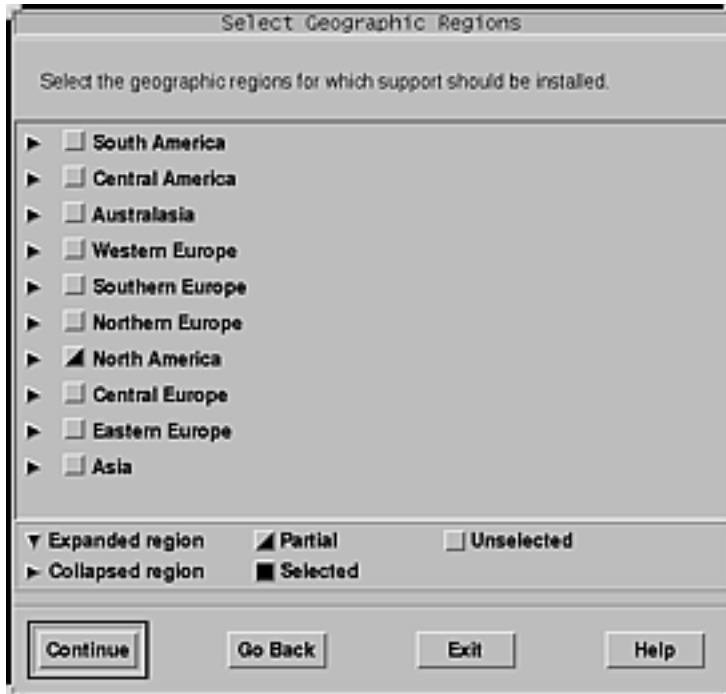 Select Geographic Regions
Select the geographic regions for which support should be installed.
South America
Central America
Australasia
Western Europe
Southern Europe
Northern Europe
North America
Central Europe
Eastern Europe
Asia
Expanded region Partial Unselected
Collapsed region Selected
Continue Go Back Exit Help